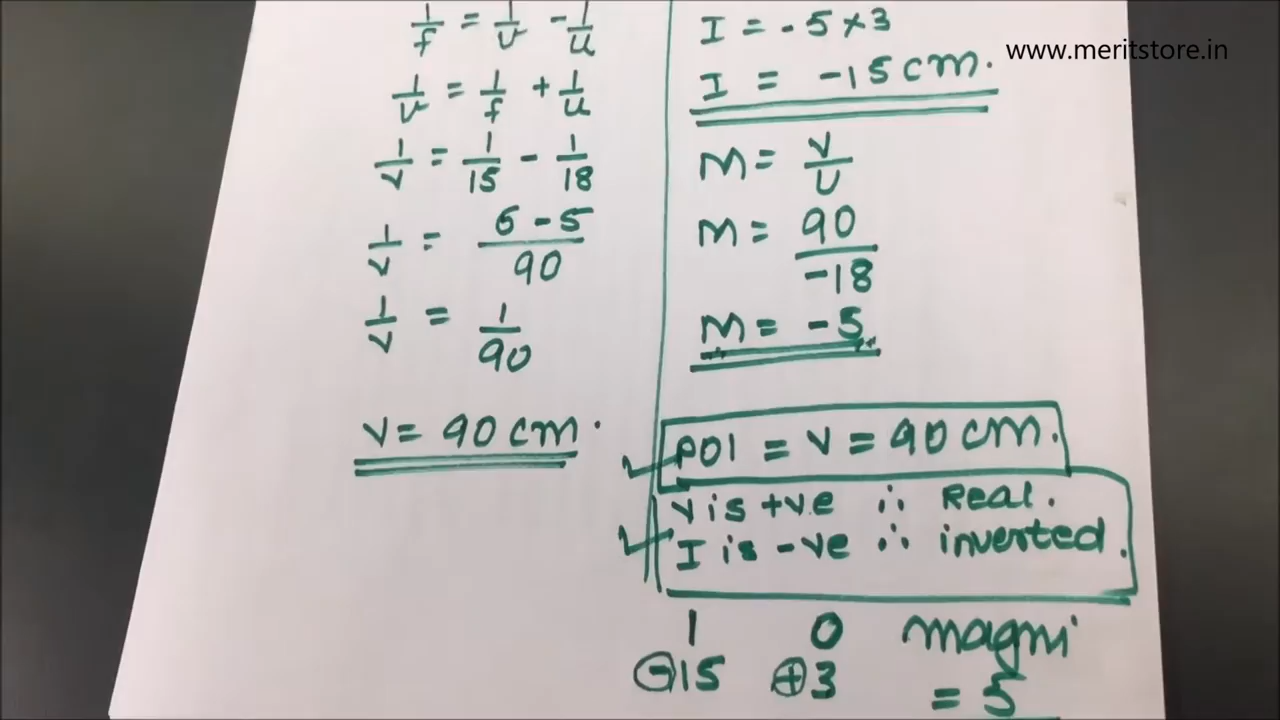 1/f = 1/v - 1/u
1/v = 1/f + 1/u
1/v = 1/15 - 1/18
1/v = 6 - 5 / 90
1/v = 1/90
v = 90 cm.
I = -5 x 3
I = -15 cm.
M = v/u
M = 90/-18
M = -5
POI = v = 90 cm.
v is +ve ∴ Real.
I is -ve ∴ inverted.
I O magni
-15 +3 = 5
www.meritstore.in